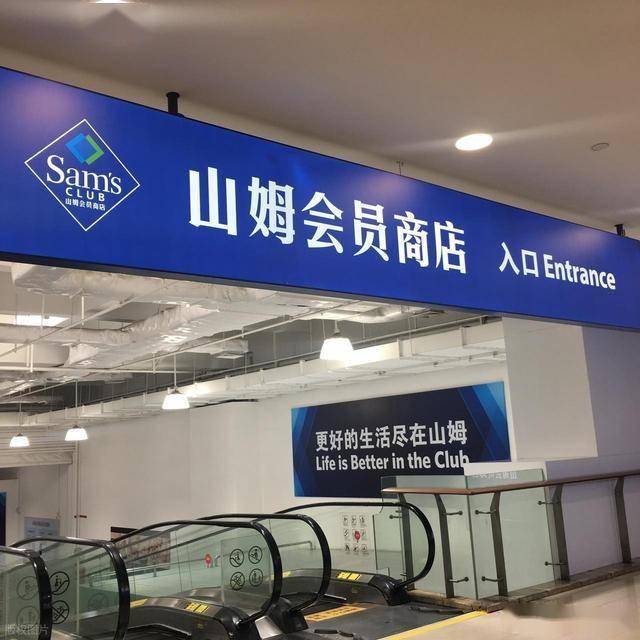 Sam's
CLUB
山姆会员商店
山姆会员商店
入口 Entrance
更好的生活尽在山姆
Life is Better in the Club